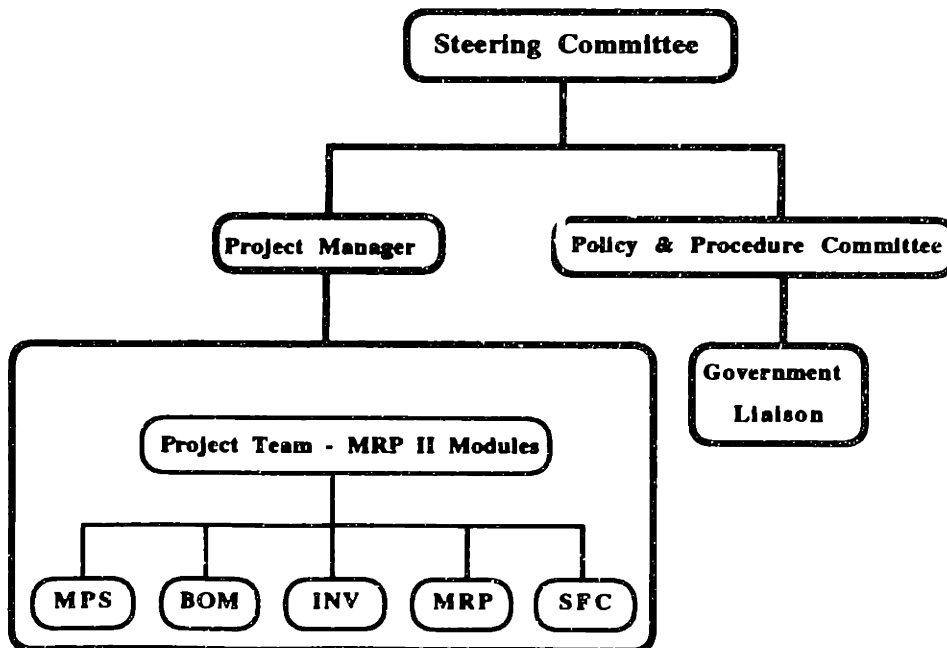 Steering Committee
Project Manager
Policy & Procedure Committee
Government
Liaison
Project Team - MRP II Modules
MPS
BOM
INV
MRP
SFC